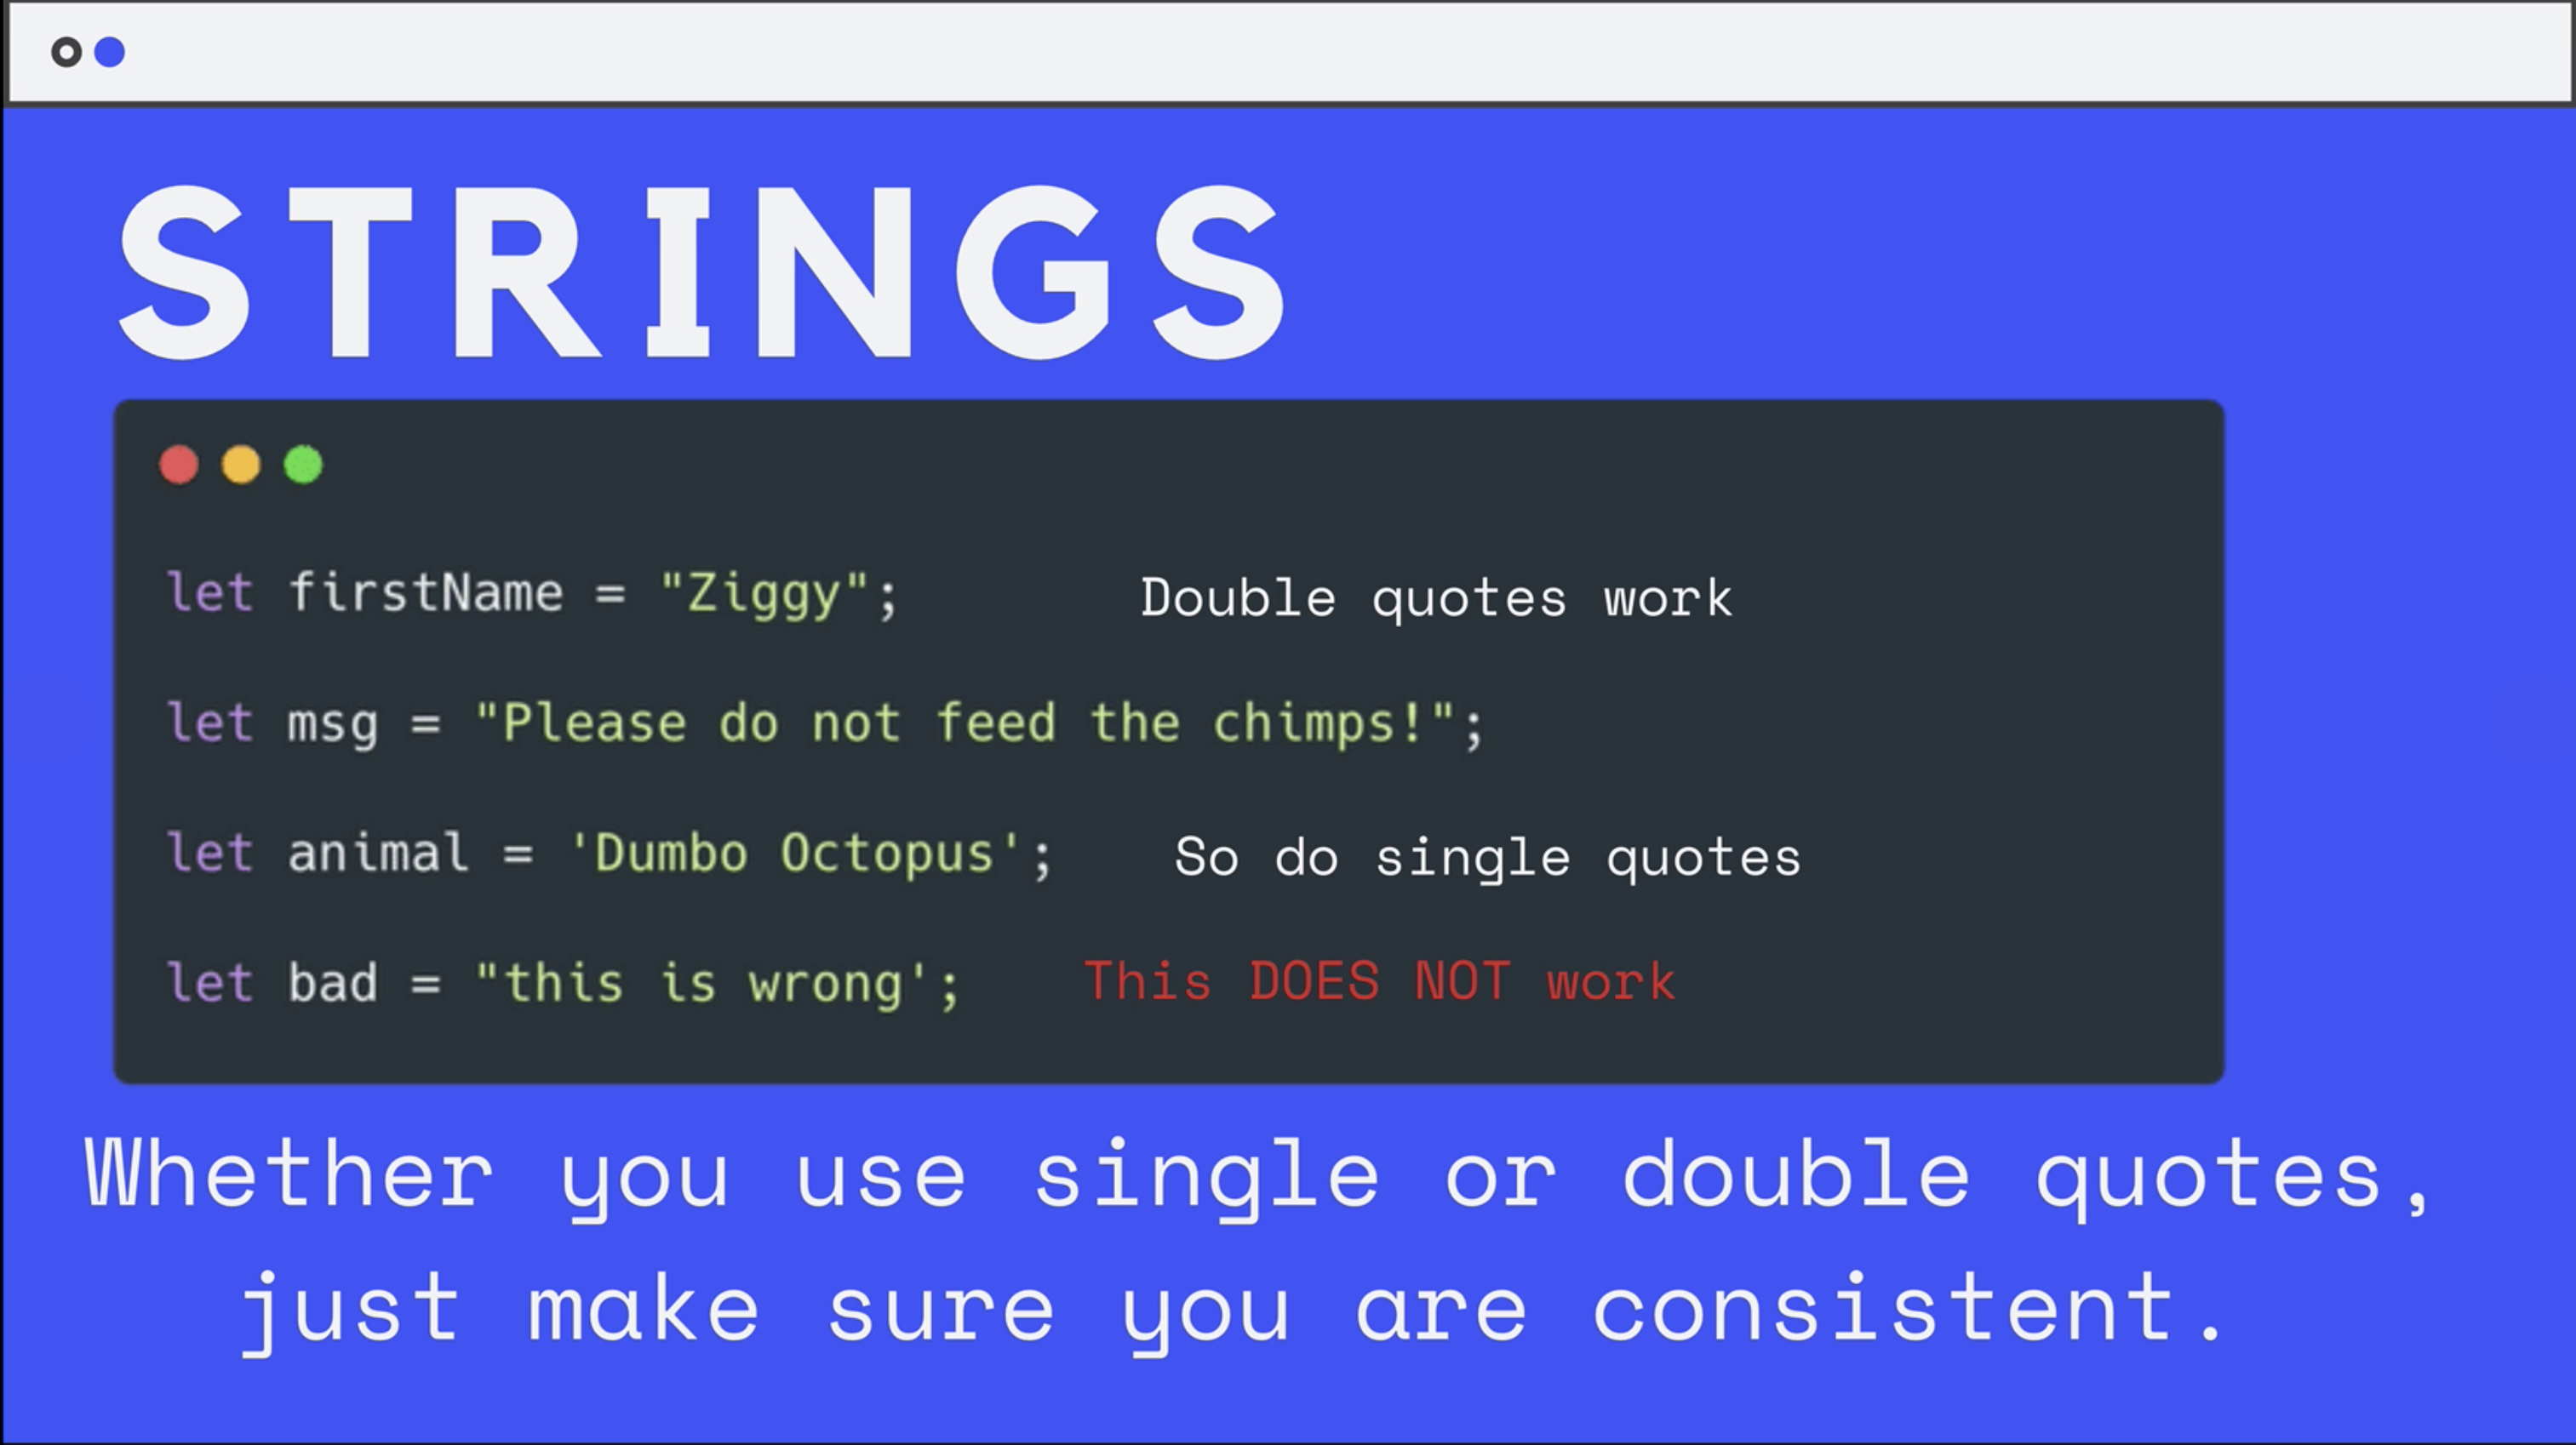 STRINGS
let firstName = "Ziggy"; Double quotes work
let msg = "Please do not feed the chimps!";
let animal = 'Dumbo Octopus'; So do single quotes
let bad = "this is wrong'; This DOES NOT work
Whether you use single or double quotes,
just make sure you are consistent.